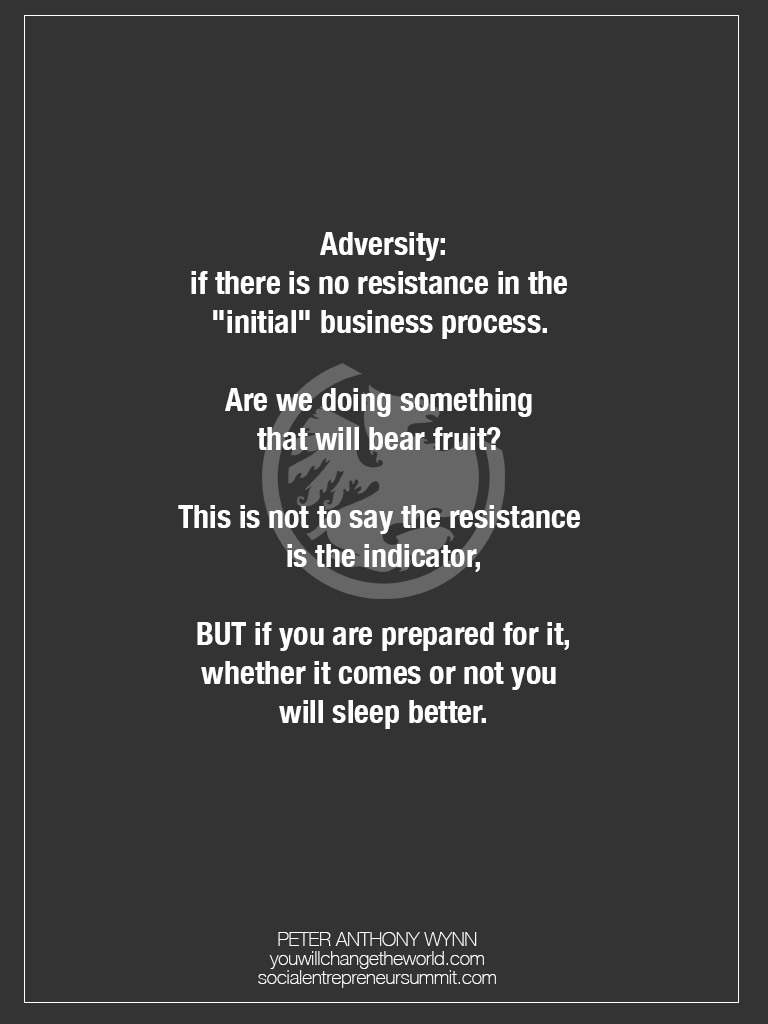 Adversity:
if there is no resistance in the
"initial" business process.
Are we doing something
that will bear fruit?
This is not to say the resistance
is the indicator,
BUT if you are prepared for it,
whether it comes or not you
will sleep better.
PETER ANTHONY WYNN
youwillchangetheworld.com
socialentrepreneursummit.com